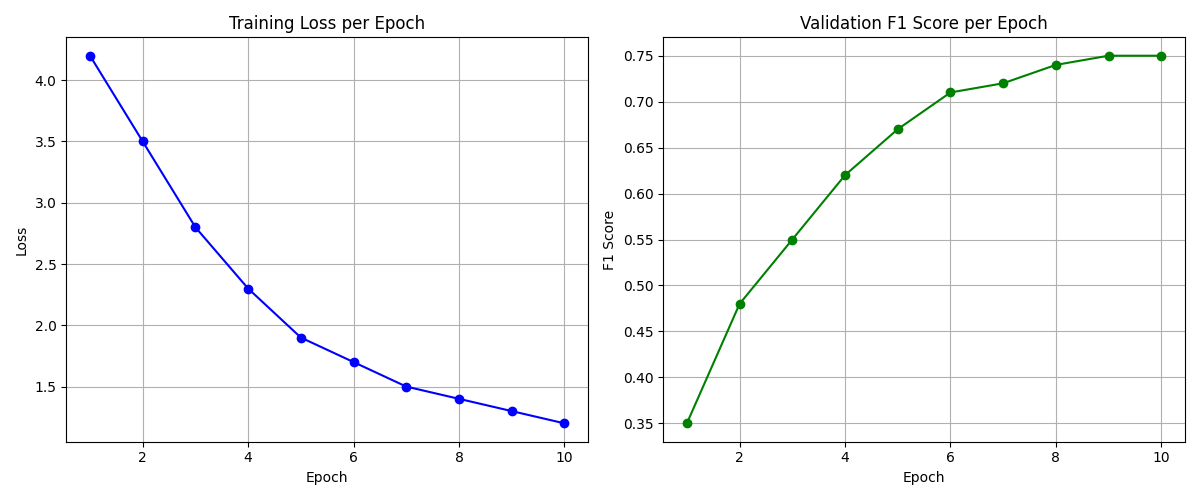 Training Loss per Epoch
4.0
3.5
3.0
2.5
2.0
1.5
Loss
2 4 6 8 10
Epoch
Validation F1 Score per Epoch
0.75
0.70
0.65
0.60
0.55
0.50
0.45
0.40
0.35
F1 Score
2 4 6 8 10
Epoch